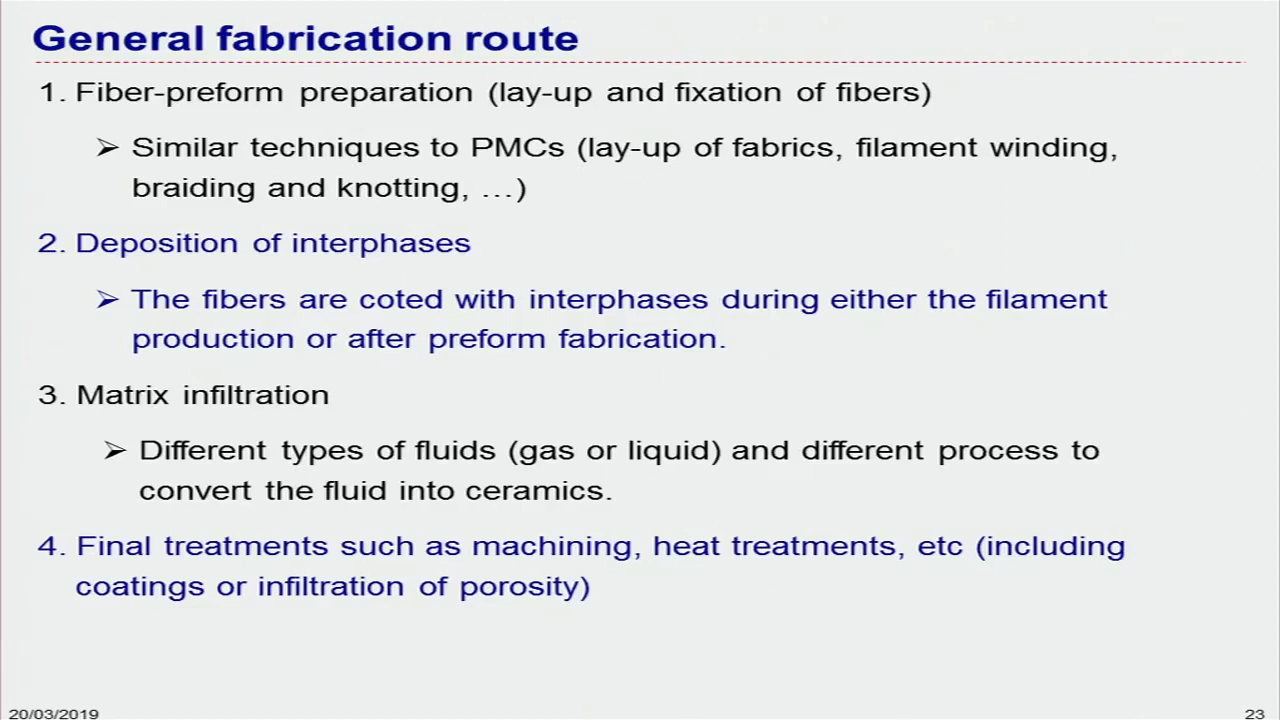 General fabrication route
1. Fiber-preform preparation (lay-up and fixation of fibers)
➢ Similar techniques to PMCs (lay-up of fabrics, filament winding,
braiding and knotting, ...)
2. Deposition of interphases
➢ The fibers are coted with interphases during either the filament
production or after preform fabrication.
3. Matrix infiltration
➢ Different types of fluids (gas or liquid) and different process to
convert the fluid into ceramics.
4. Final treatments such as machining, heat treatments, etc (including
coatings or infiltration of porosity)
20/03/2019
23